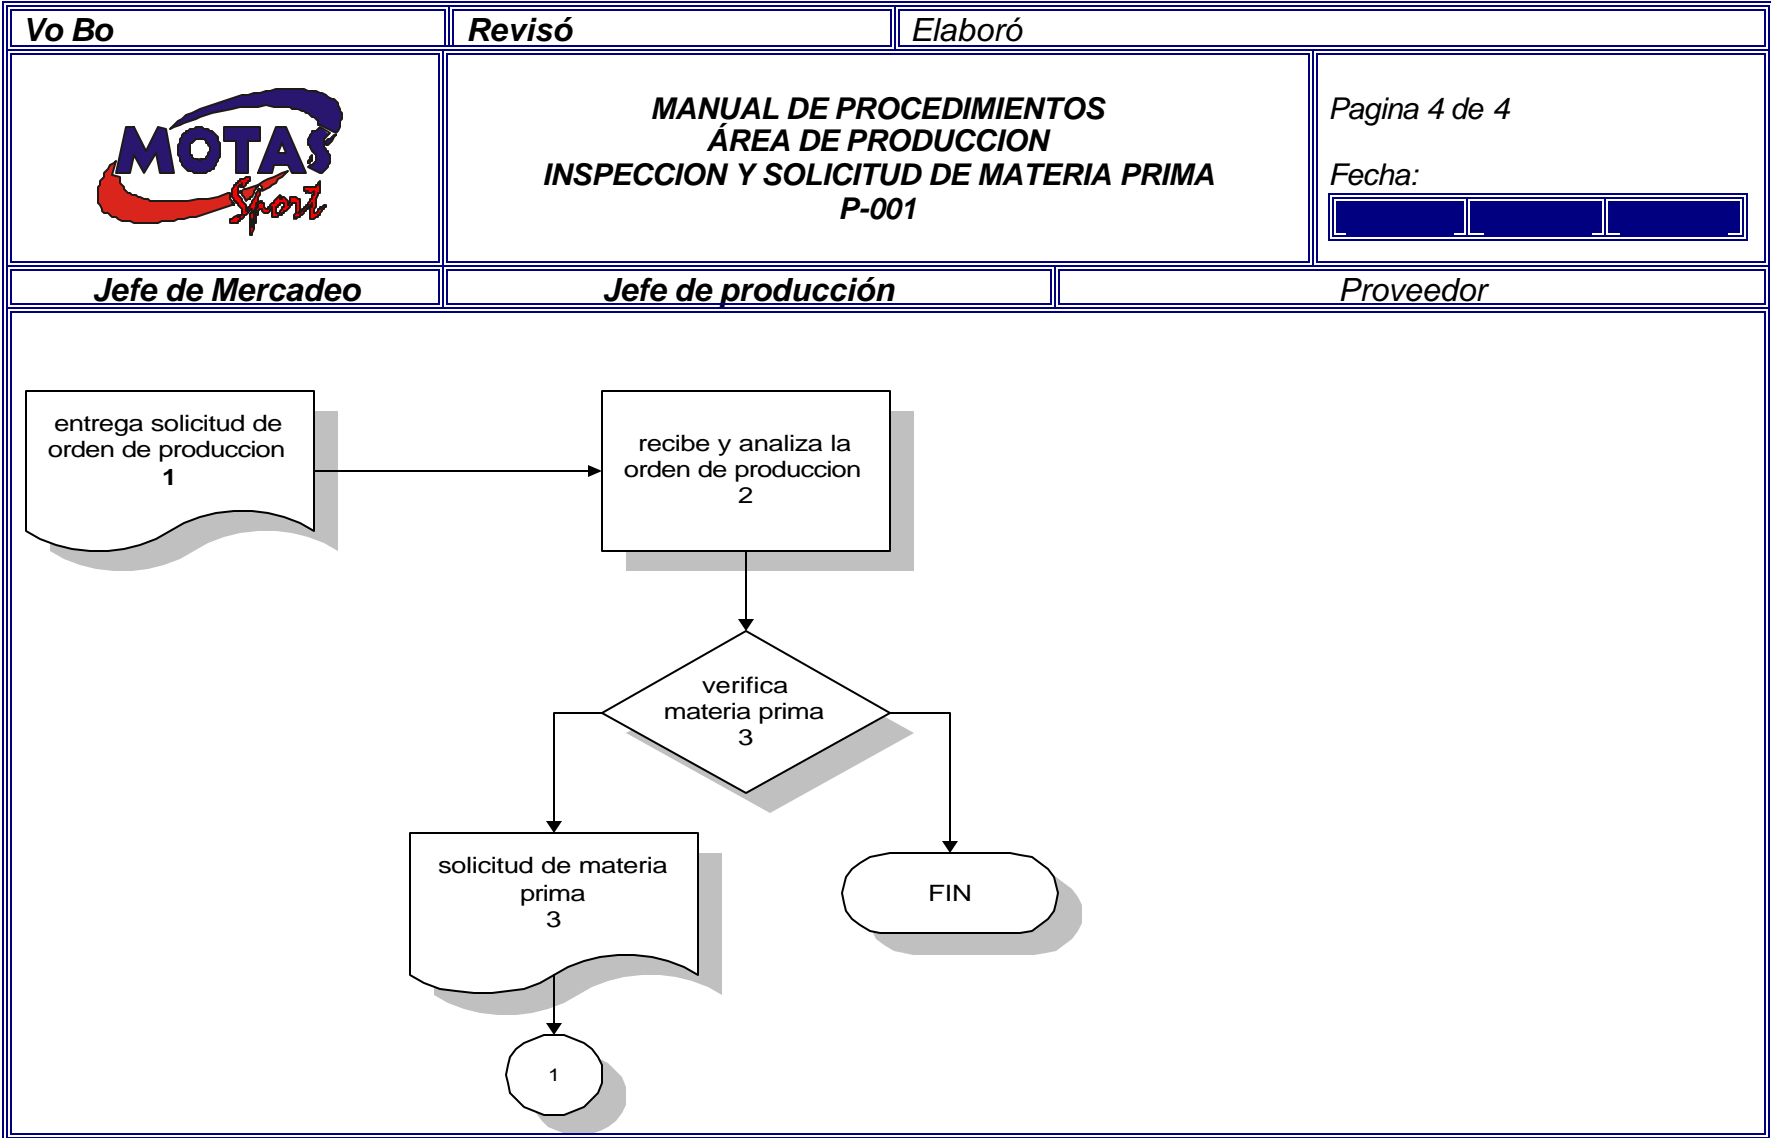 Vo Bo
Revisó
Elaboró
MOTAS
Sport
MANUAL DE PROCEDIMIENTOS
ÁREA DE PRODUCCION
INSPECCION Y SOLICITUD DE MATERIA PRIMA
P-001
Pagina 4 de 4
Fecha:
Jefe de Mercadeo
Jefe de producción
Proveedor
entrega solicitud de
orden de produccion
1
recibe y analiza la
orden de produccion
2
verifica
materia prima
3
solicitud de materia
prima
3
FIN
1